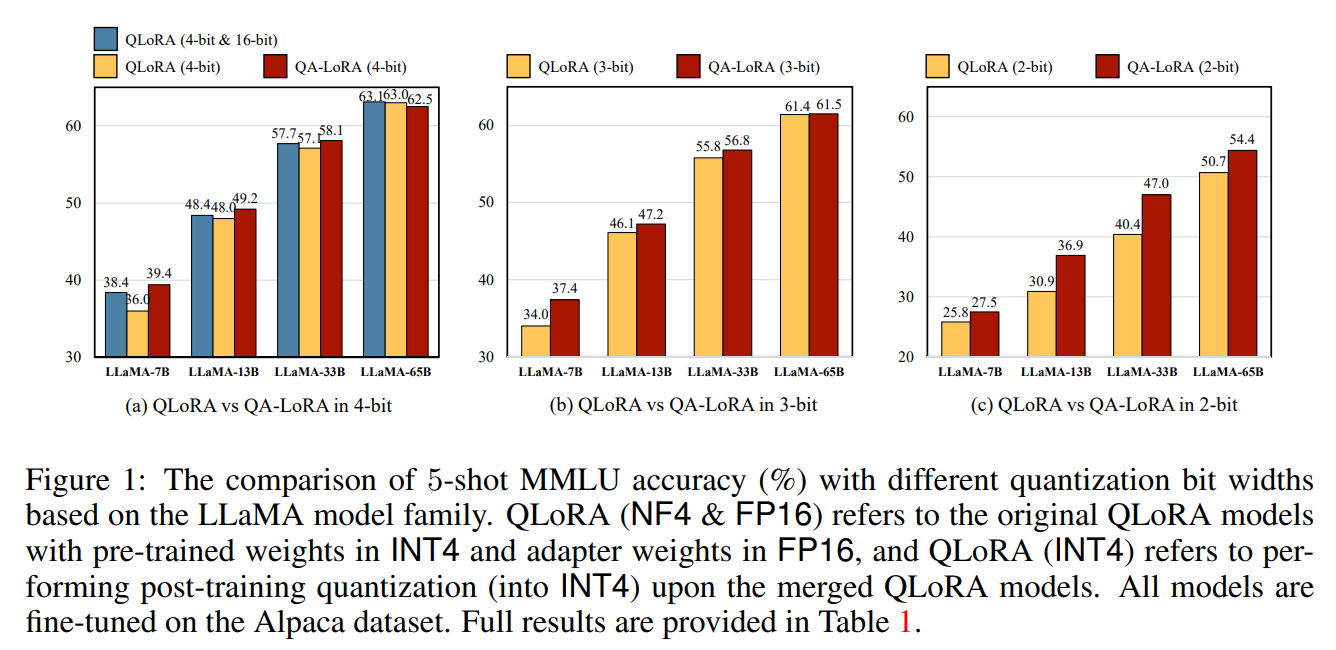 QLoRA (4-bit & 16-bit)
QLoRA (4-bit) QA-LoRA (4-bit)
63.1 63.0 62.5
60
57.7 57.1 58.1
50
48.4 48.0 49.2
40
38.4 36.0 39.4
30
LLaMA-7B LLaMA-13B LLaMA-33B LLaMA-65B
(a) QLoRA vs QA-LoRA in 4-bit
QLoRA (3-bit) QA-LoRA (3-bit)
61.4 61.5
60
55.8 56.8
50
46.1 47.2
40
34.0 37.4
30
LLaMA-7B LLaMA-13B LLaMA-33B LLaMA-65B
(b) QLoRA vs QA-LoRA in 3-bit
QLoRA (2-bit) QA-LoRA (2-bit)
60
50.7 54.4
50
40.4 47.0
40
30.9 36.9
30
25.8 27.5
20
LLaMA-7B LLaMA-13B LLaMA-33B LLaMA-65B
(c) QLoRA vs QA-LoRA in 2-bit
Figure 1: The comparison of 5-shot MMLU accuracy (%) with different quantization bit widths
based on the LLaMA model family. QLoRA (NF4 & FP16) refers to the original QLoRA models
with pre-trained weights in INT4 and adapter weights in FP16, and QLoRA (INT4) refers to per-
forming post-training quantization (into INT4) upon the merged QLoRA models. All models are
fine-tuned on the Alpaca dataset. Full results are provided in Table 1.